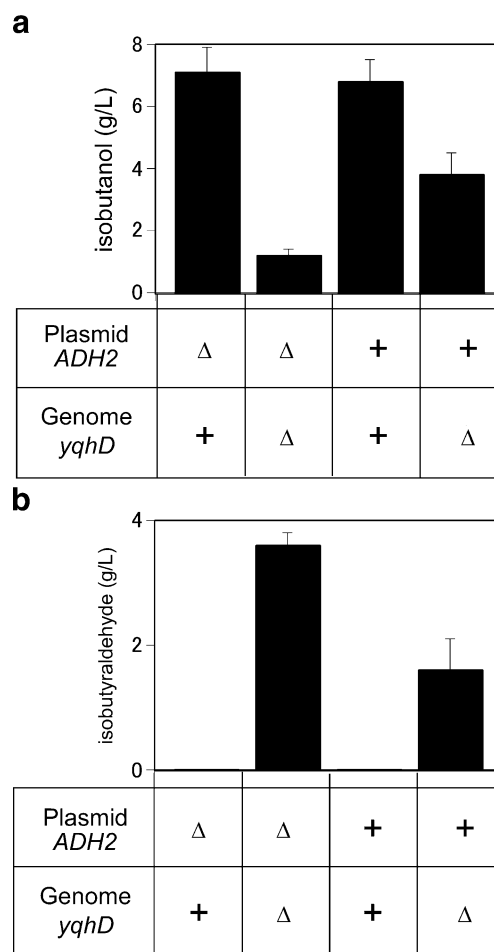 a
isobutanol (g/L)
8
6
4
2
0
Plasmid
ADH2
Δ Δ + +
Genome
yqhD
+ Δ + Δ
b
isobutyraldehyde (g/L)
4
2
0
Plasmid
ADH2
Δ Δ + +
Genome
yqhD
+ Δ + Δ